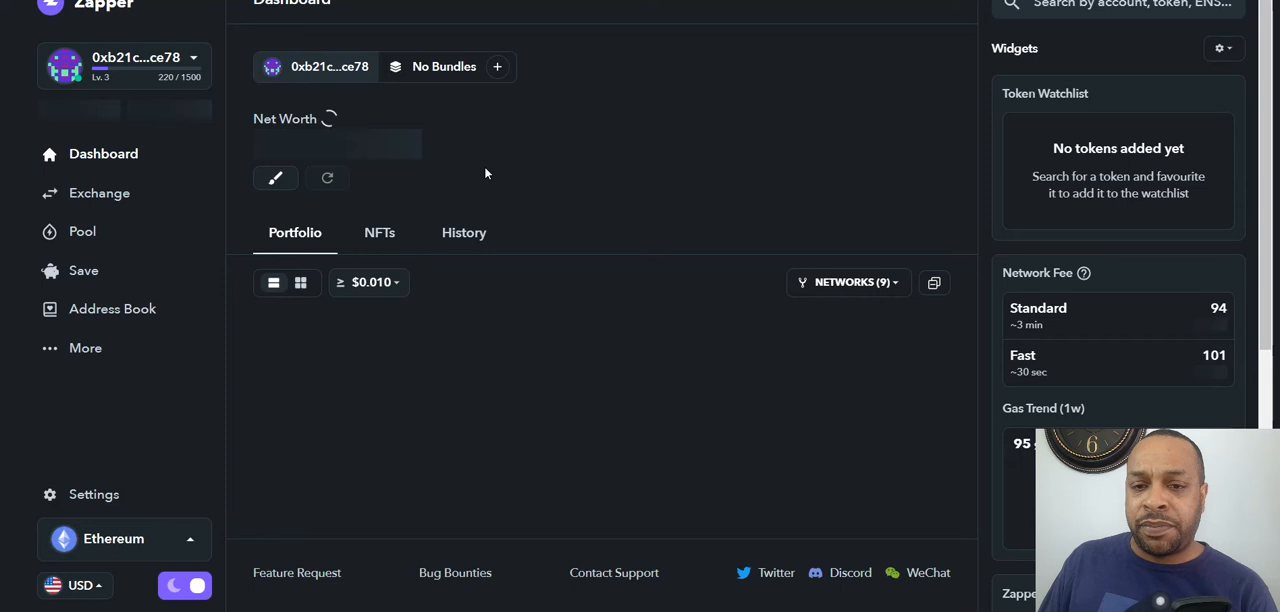 Zapper
0xb21c...ce78
Lv. 3
220 / 1500
Dashboard
Exchange
Pool
Save
Address Book
More
Settings
Ethereum
USD
Dashboard
0xb21c...ce78
No Bundles
Net Worth
Portfolio
NFTs
History
≥ $0.010
NETWORKS (9)
Feature Request
Bug Bounties
Contact Support
Twitter
Discord
WeChat
Search by account, token, ENS...
Widgets
Token Watchlist
No tokens added yet
Search for a token and favourite
it to add it to the watchlist
Network Fee
Standard
94
~3 min
Fast
101
~30 sec
Gas Trend (1w)
95
6